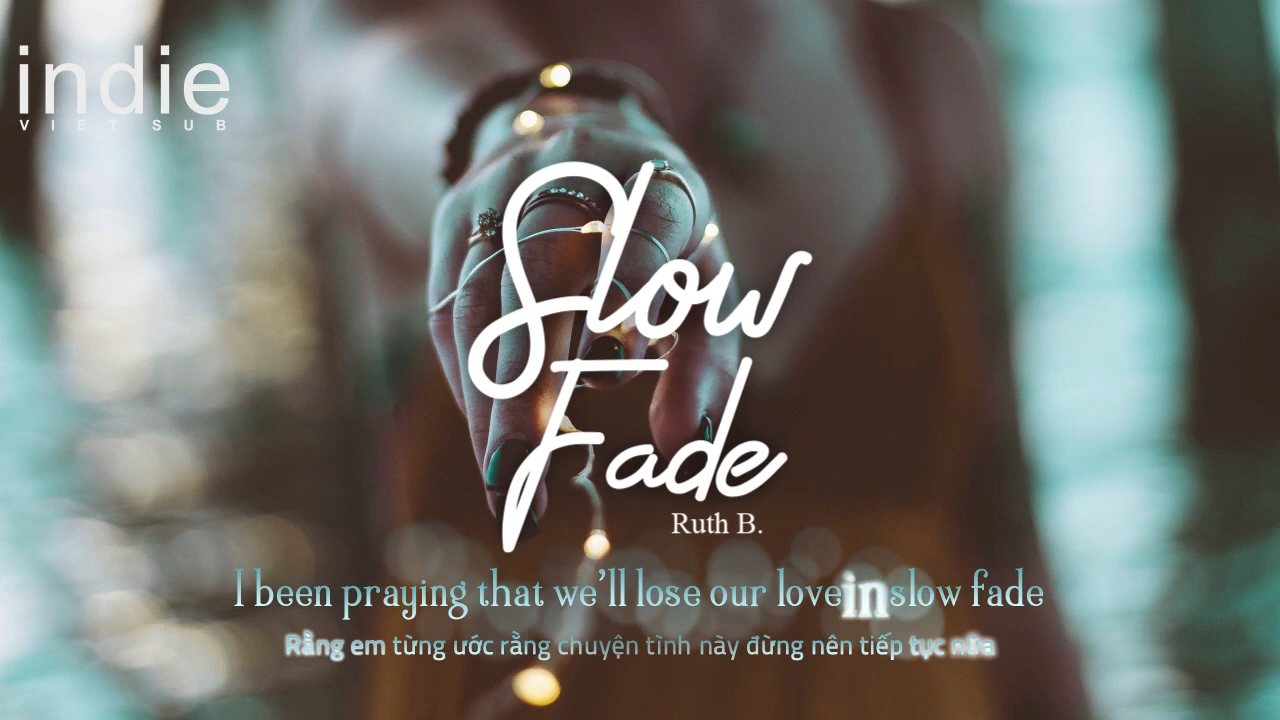 indie
VIET SUB
Slow
Fade
Ruth B.
I been praying that we'll lose our love in slow fade
Rằng em từng ước rằng chuyện tình này đừng nên tiếp tục nữa